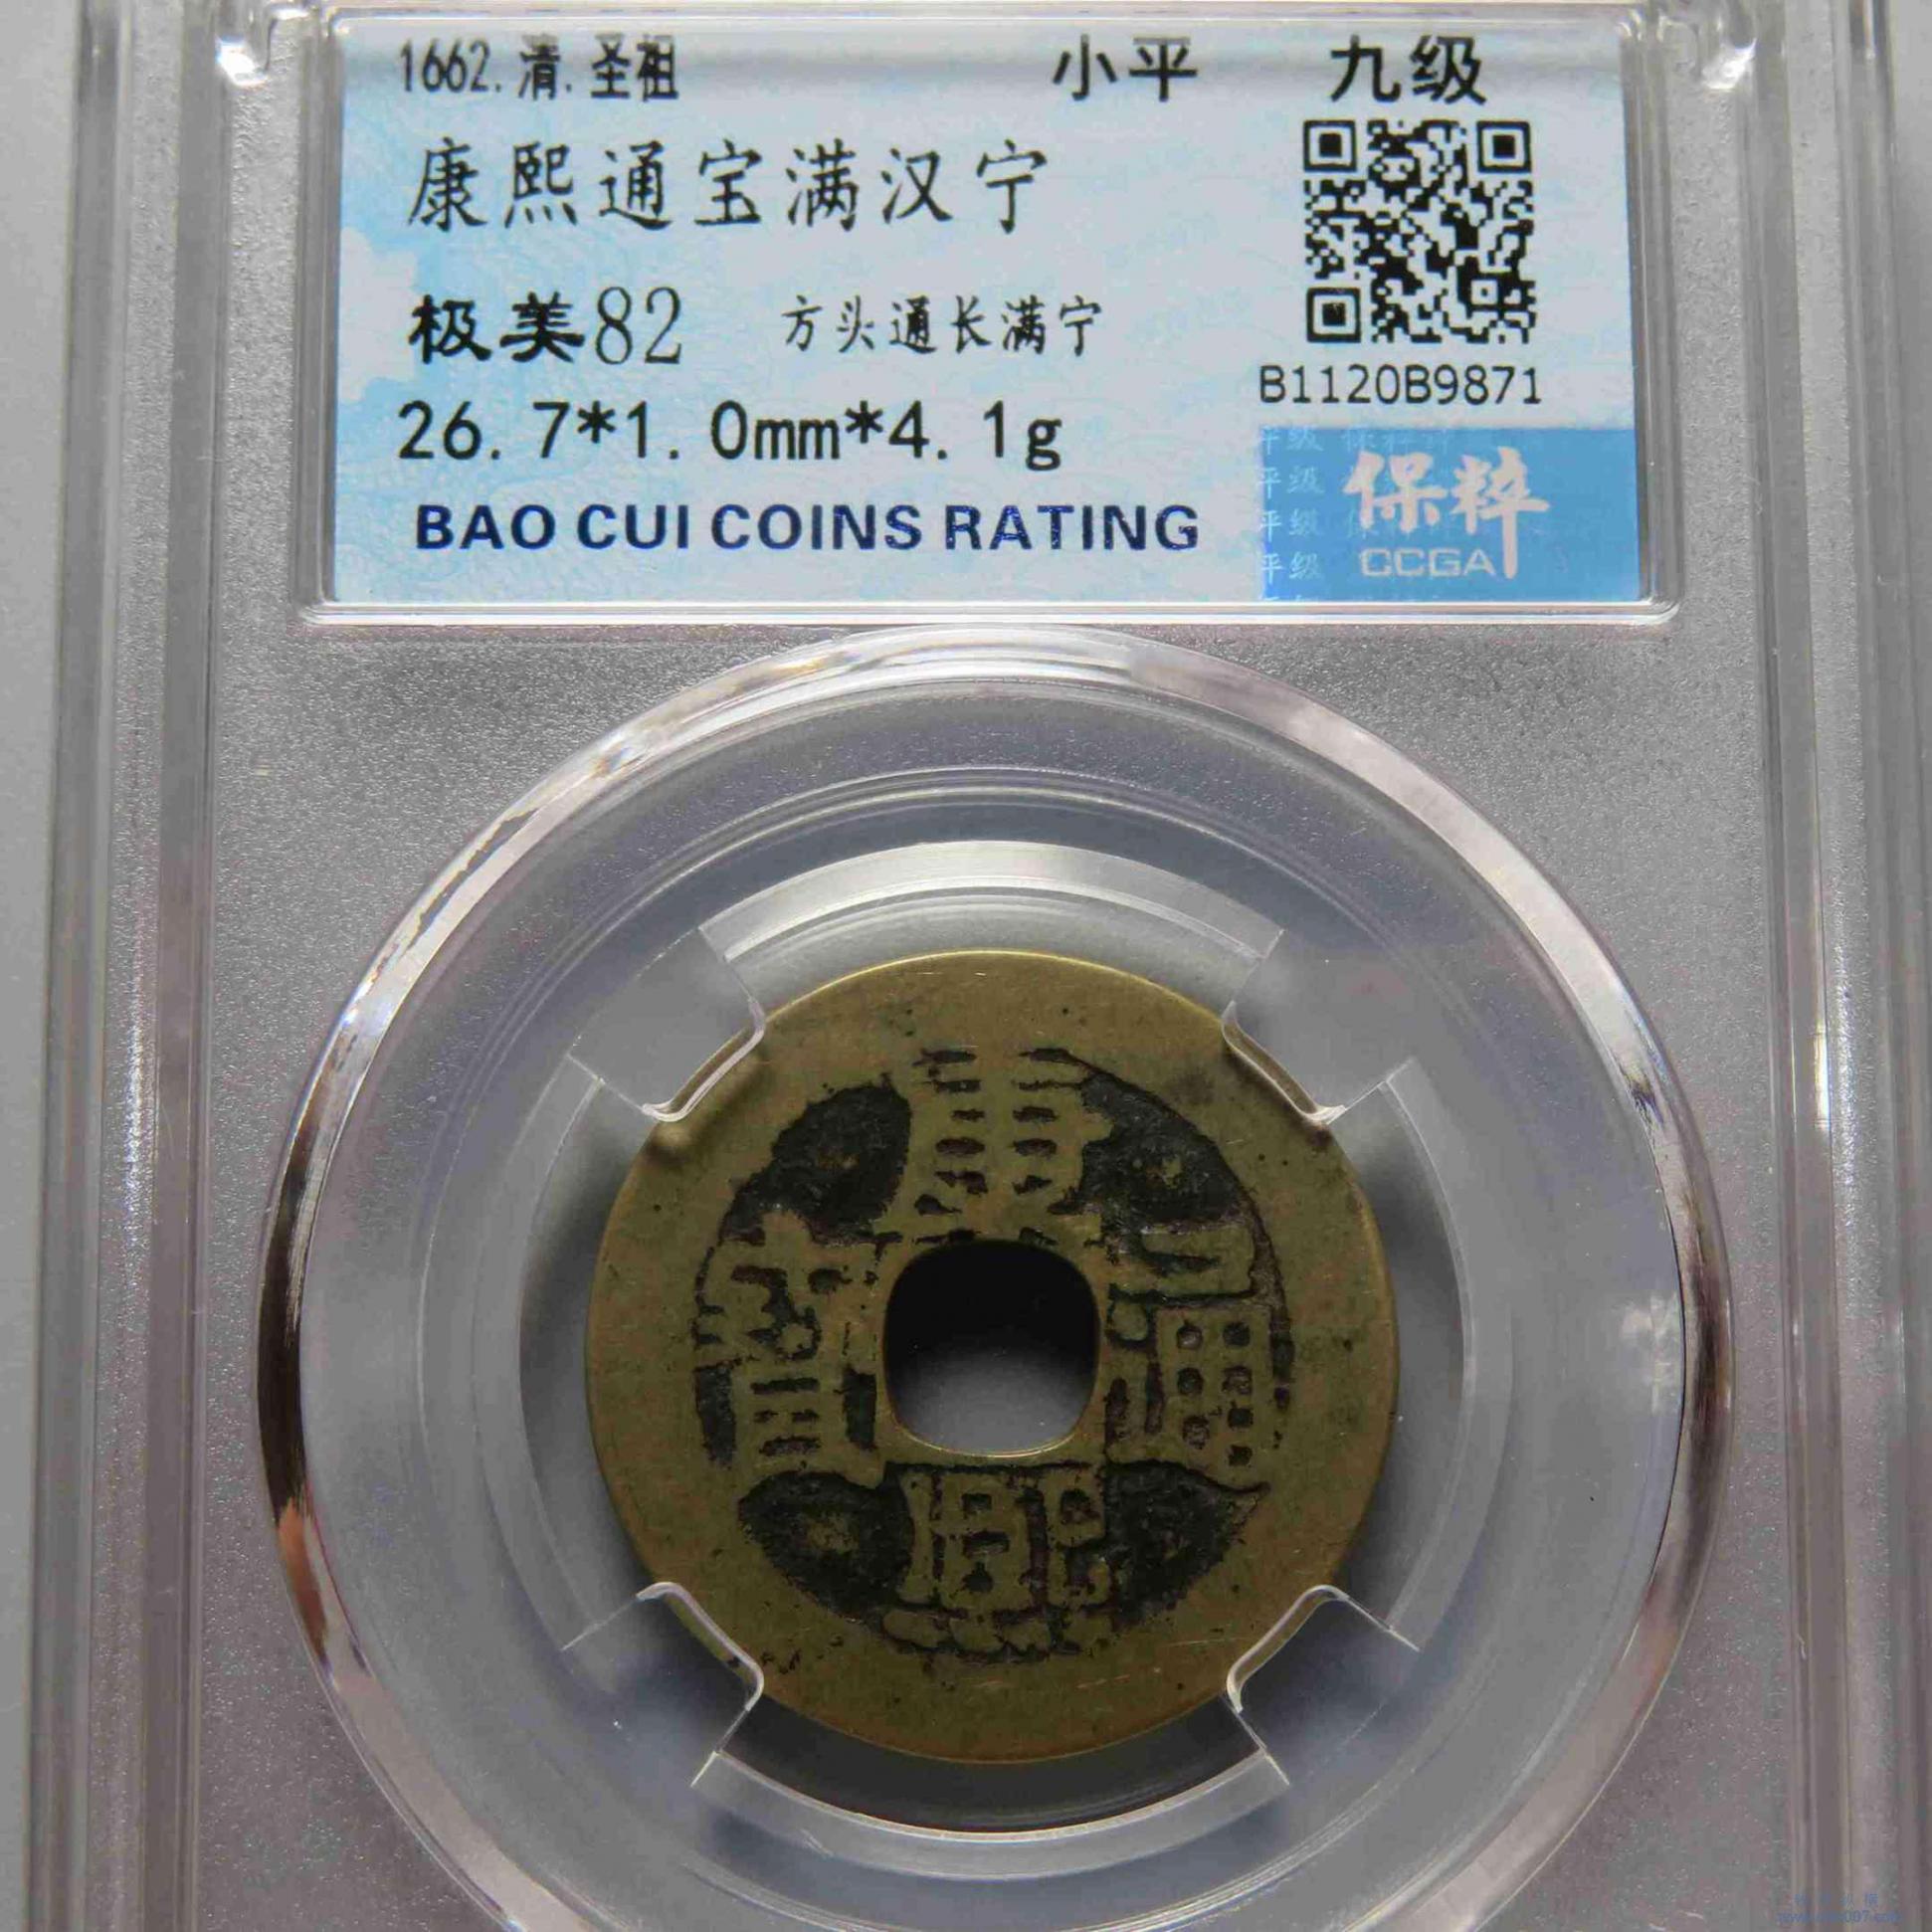 1662.清.圣祖 小平 九级
康熙通宝满汉宁
极美82 方头通长满宁
B1120B9871
26.7*1.0mm*4.1g
BAO CUI COINS RATING
保粹
CCGA
康熙通寶